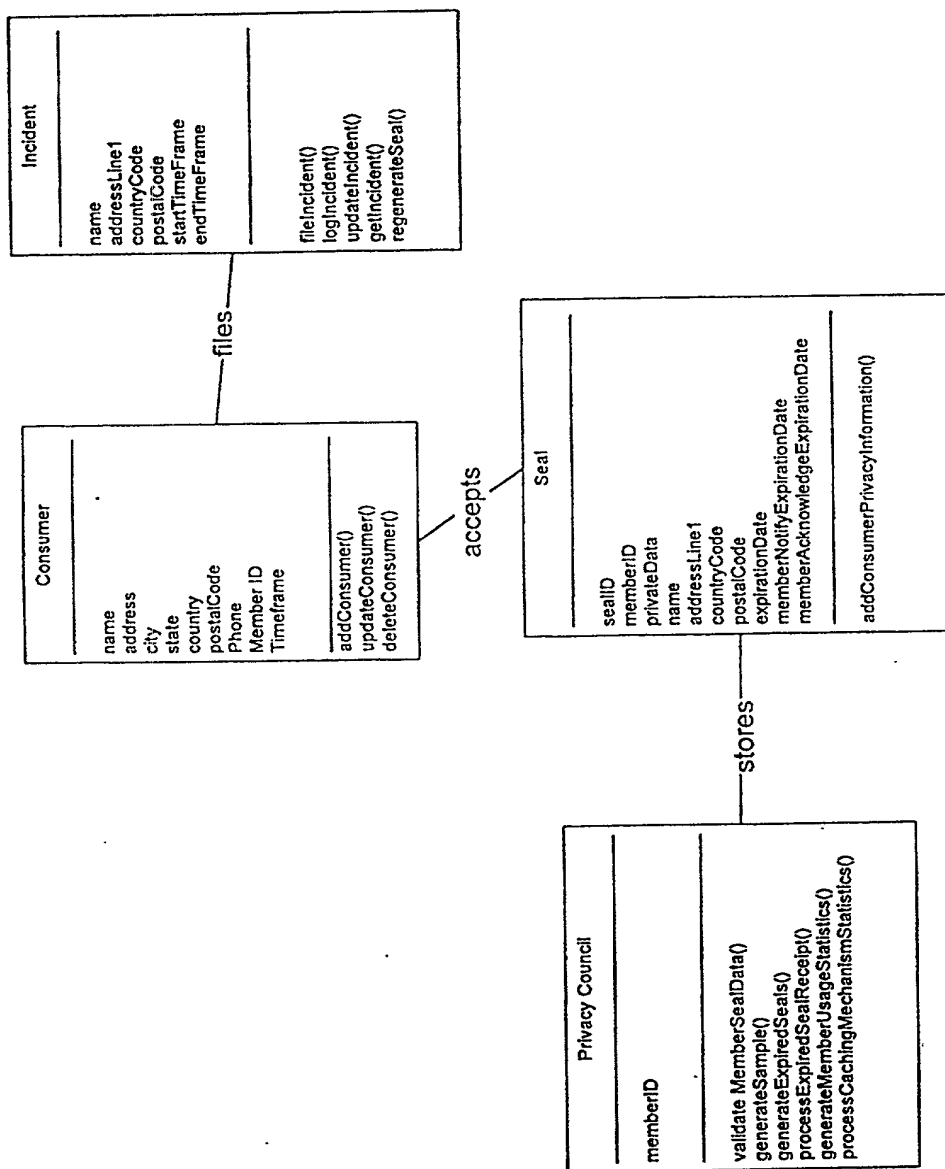 Incident
name
addressLine1
countryCode
postalCode
startTimeFrame
endTimeFrame
fileIncident()
logIncident()
updateIncident()
getIncident()
regenerateSeal()
files
Consumer
name
address
city
state
country
postalCode
Phone
Member ID
Timeframe
addConsumer()
updateConsumer()
deleteConsumer()
accepts
Seal
sealID
memberID
privateData
name
addressLine1
countryCode
postalCode
expirationDate
memberNotifyExpirationDate
memberAcknowledgeExpirationDate
addConsumerPrivacyInformation()
stores
Privacy Council
memberID
validate MemberSealData()
generateSample()
generateExpiredSeals()
processExpiredSealReceipt()
generateMemberUsageStatistics()
processCachingMechanismStatistics()